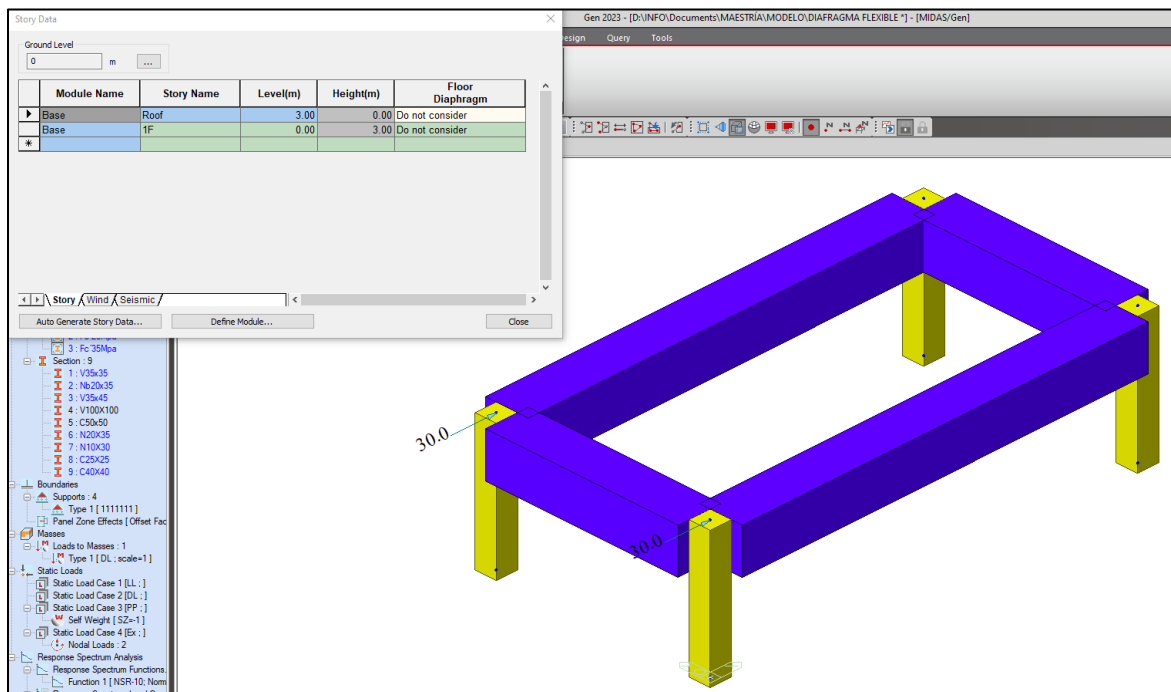 Story Data
Gen 2023 - [D:\INFO\Documents\MAESTRÍA\MODELO\DIAFRAGMA FLEXIBLE *] - [MIDAS/Gen]
esign Query Tools
Ground Level
0 m ...
Module Name Story Name Level(m) Height(m) Floor Diaphragm
Base Roof 3.00 0.00 Do not consider
Base 1F 0.00 3.00 Do not consider
Story Wind Seismic
Auto Generate Story Data... Define Module... Close
3 : Fc´35Mpa
Section : 9
1 : V35x35
2 : Nb20x35
3 : V35x45
4 : V100X100
5 : C50x50
6 : N20X35
7 : N10X30
8 : C25X25
9 : C40X40
Boundaries
Supports : 4
Type 1 [ 1111111 ]
Panel Zone Effects [ Offset Fac
Masses
Loads to Masses : 1
Type 1 [ DL ; scale=1 ]
Static Loads
Static Load Case 1 [LL ; ]
Static Load Case 2 [DL ; ]
Static Load Case 3 [PP ; ]
Self Weight [ SZ=-1 ]
Static Load Case 4 [Ex ; ]
Nodal Loads : 2
Response Spectrum Analysis
Response Spectrum Functions.
Function 1 [ NSR-10; Norm
30.0
30.0